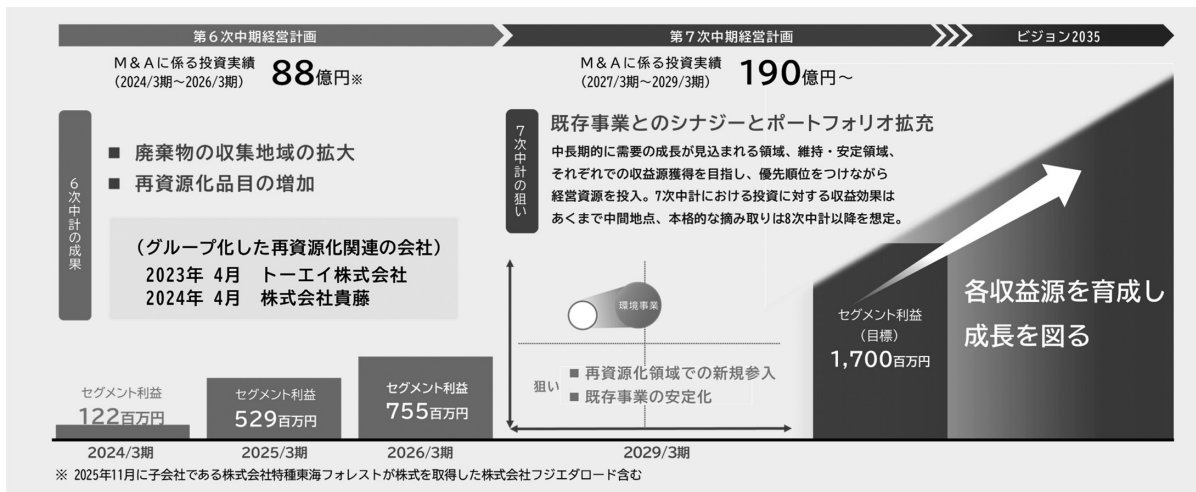 第６次中期経営計画
第７次中期経営計画
ビジョン2035
Ｍ＆Ａに係る投資実績
（2024/3期～2026/3期）
88億円※
Ｍ＆Ａに係る投資実績
（2027/3期～2029/3期）
190億円～
６次中計の成果
■ 廃棄物の収集地域の拡大
■ 再資源化品目の増加
（グループ化した再資源化関連の会社）
2023年 4月　トーエイ株式会社
2024年 4月　株式会社貴藤
７次中計の狙い
既存事業とのシナジーとポートフォリオ拡充
中長期的に需要の成長が見込まれる領域、維持・安定領域、
それぞれでの収益源獲得を目指し、優先順位をつけながら
経営資源を投入。7次中計における投資に対する収益効果は
あくまで中間地点、本格的な摘み取りは8次中計以降を想定。
環境事業
狙い
■ 再資源化領域での新規参入
■ 既存事業の安定化
セグメント利益
122百万円
セグメント利益
529百万円
セグメント利益
755百万円
セグメント利益
（目標）
1,700百万円
各収益源を育成し
成長を図る
2024/3期
2025/3期
2026/3期
2029/3期
※ 2025年11月に子会社である株式会社特種東海フォレストが株式を取得した株式会社フジエダロード含む